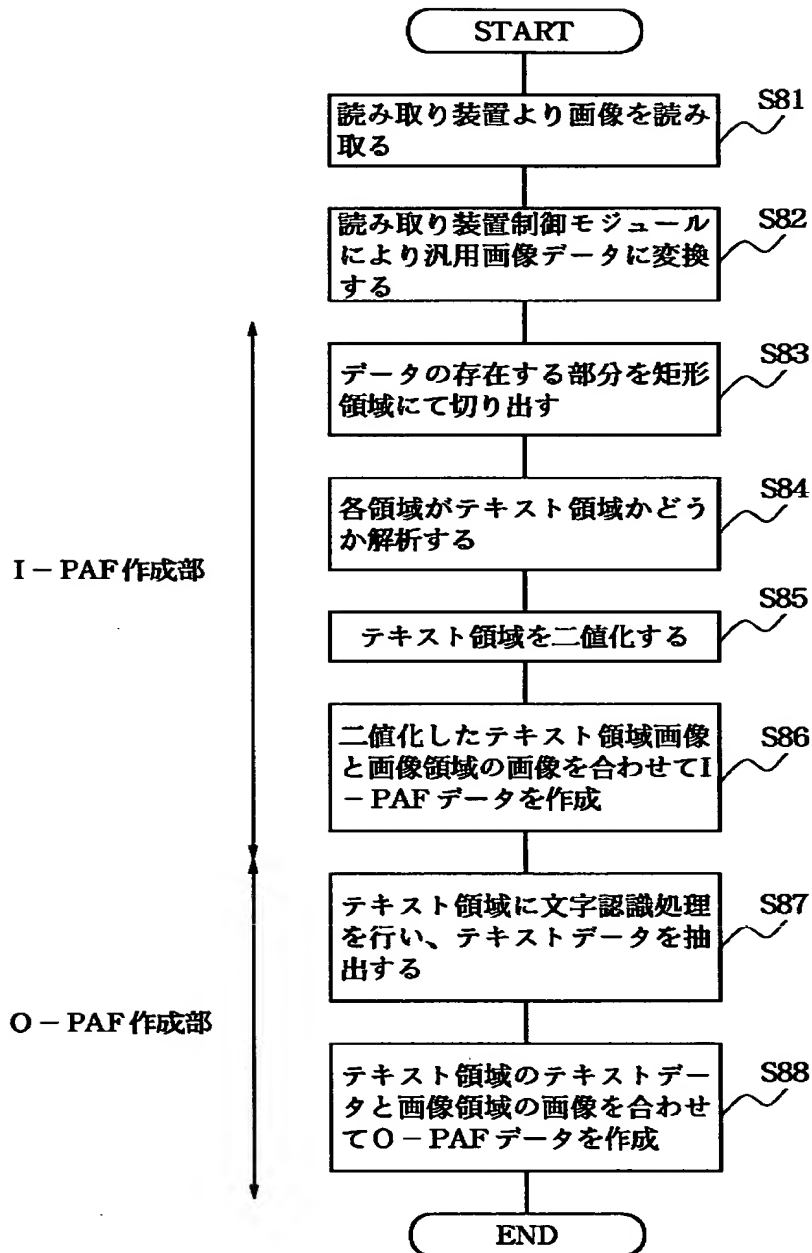 START
S81
読み取り装置より画像を読み
取る
S82
読み取り装置制御モジュール
により汎用画像データに変換
する
S83
データの存在する部分を矩形
領域にて切り出す
S84
各領域がテキスト領域かどう
か解析する
I－PAF作成部
S85
テキスト領域を二値化する
S86
二値化したテキスト領域画像
と画像領域の画像を合わせてI
－PAFデータを作成
S87
テキスト領域に文字認識処理
を行い、テキストデータを抽
出する
O－PAF作成部
S88
テキスト領域のテキストデー
タと画像領域の画像を合わせ
てO－PAFデータを作成
END